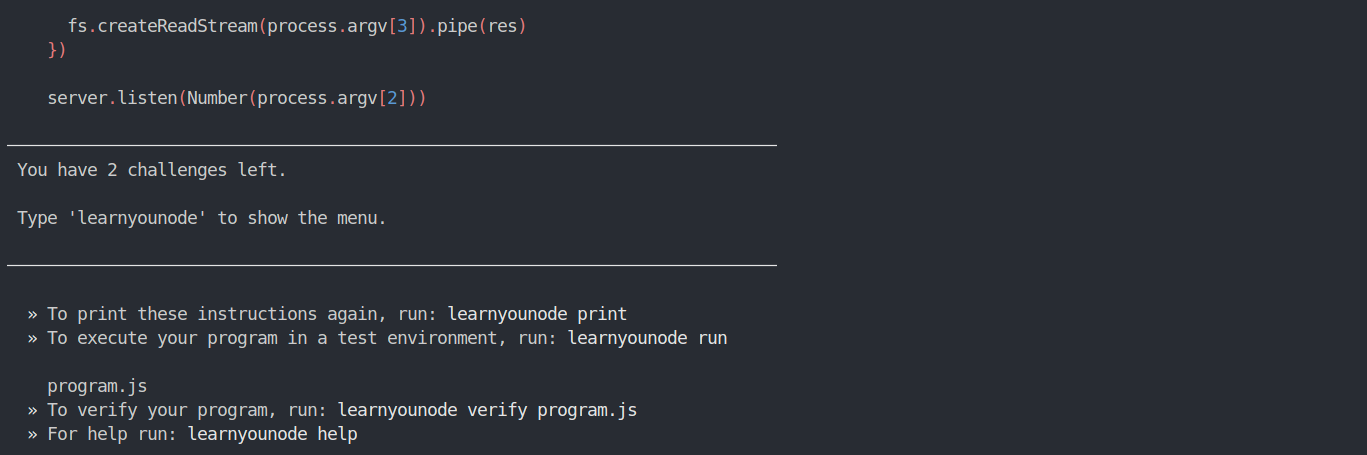 fs.createReadStream(process.argv[3]).pipe(res)
})
server.listen(Number(process.argv[2]))
You have 2 challenges left.
Type 'learnyounode' to show the menu.
» To print these instructions again, run: learnyounode print
» To execute your program in a test environment, run: learnyounode run
program.js
» To verify your program, run: learnyounode verify program.js
» For help run: learnyounode help